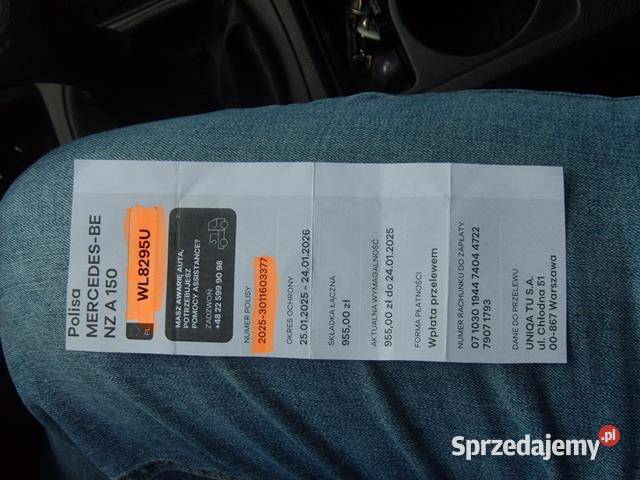 Polisa
MERCEDES-BE
NZ A 150
PL
WL8295U
MASZ AWARIĘ AUTA,
POTRZEBUJESZ
POMOCY ASSISTANCE?
ZADZWOŃ
+48 22 599 90 98
NUMER POLISY
2025-3011603377
OKRES OCHRONY
25.01.2025 - 24.01.2026
SKŁADKA ŁĄCZNA
955,00 zł
AKTUALNA WYMAGALNOŚĆ
955,00 zł do 24.01.2025
FORMA PŁATNOŚCI
Wpłata przelewem
NUMER RACHUNKU DO ZAPŁATY
07 1030 1944 7404 4722
7907 1793
DANE DO PRZELEWU
UNIQA TU S.A.
ul. Chłodna 51
00-867 Warszawa
Sprzedajemy.pl